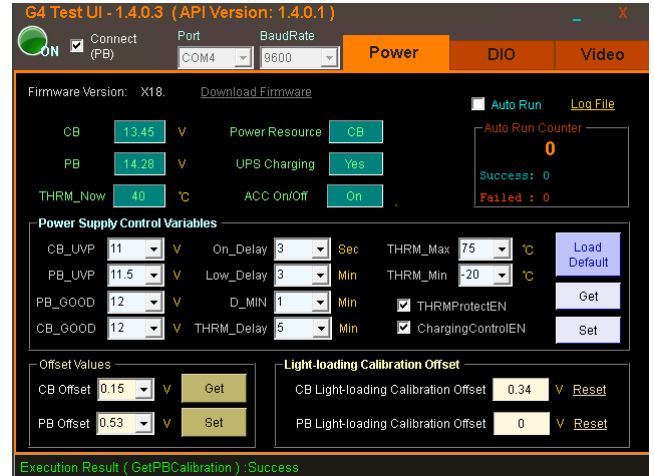 G4 Test UI - 1.4.0.3 ( API Version: 1.4.0.1 ) _ X
ON Connect (PB) Port COM4 BaudRate 9600 Power DIO Video
Firmware Version: X18. Download Firmware Auto Run Log File
CB 13.45 V Power Resource CB Auto Run Counter
0
PB 14.28 V UPS Charging Yes Success: 0
THRM_Now 40 ℃ ACC On/Off On Failed : 0
Power Supply Control Variables
CB_UVP 11 V On_Delay 3 Sec THRM_Max 75 ℃ Load Default
PB_UVP 11.5 V Low_Delay 3 Min THRM_Min -20 ℃
PB_GOOD 12 V D_MIN 1 Min THRMProtectEN Get
CB_GOOD 12 V THRM_Delay 5 Min ChargingControlEN Set
Offset Values Light-loading Calibration Offset
CB Offset 0.15 V Get CB Light-loading Calibration Offset 0.34 V Reset
PB Offset 0.53 V Set PB Light-loading Calibration Offset 0 V Reset
Execution Result ( GetPBCalibration ) :Success